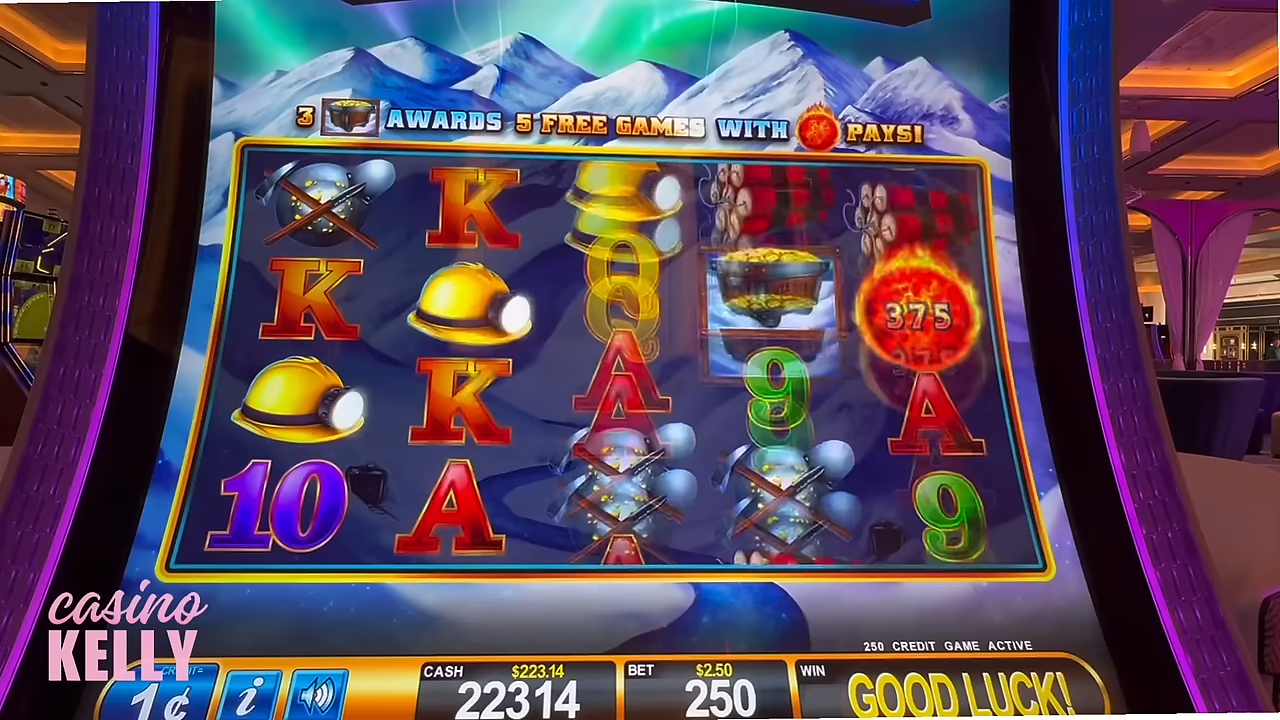 3 AWARDS 5 FREE GAMES WITH PAYS!
K
K
Q
Q
375
K
A
A
9
A
10
A
9
A
250 CREDIT GAME ACTIVE
casino
KELLY
1¢
i
CASH $223.14
22314
BET $2.50
250
WIN
GOOD LUCK!